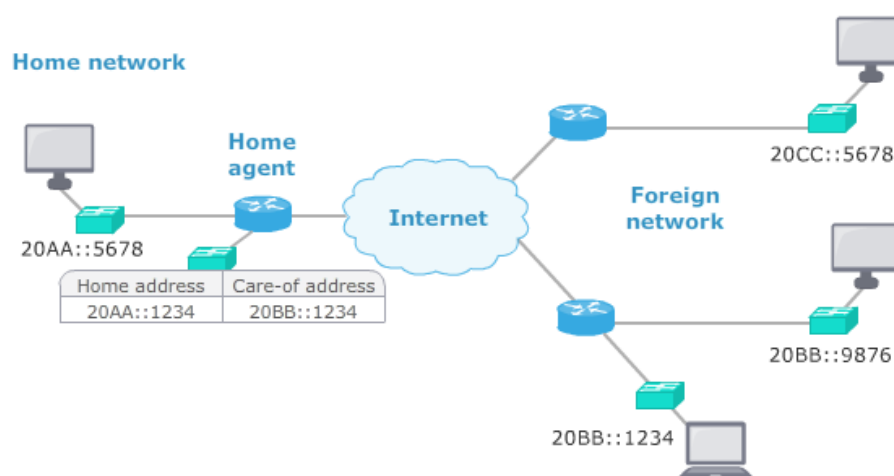 Home network
Home
agent
20AA::5678
Home address Care-of address
20AA::1234 20BB::1234
Internet
Foreign
network
20CC::5678
20BB::9876
20BB::1234